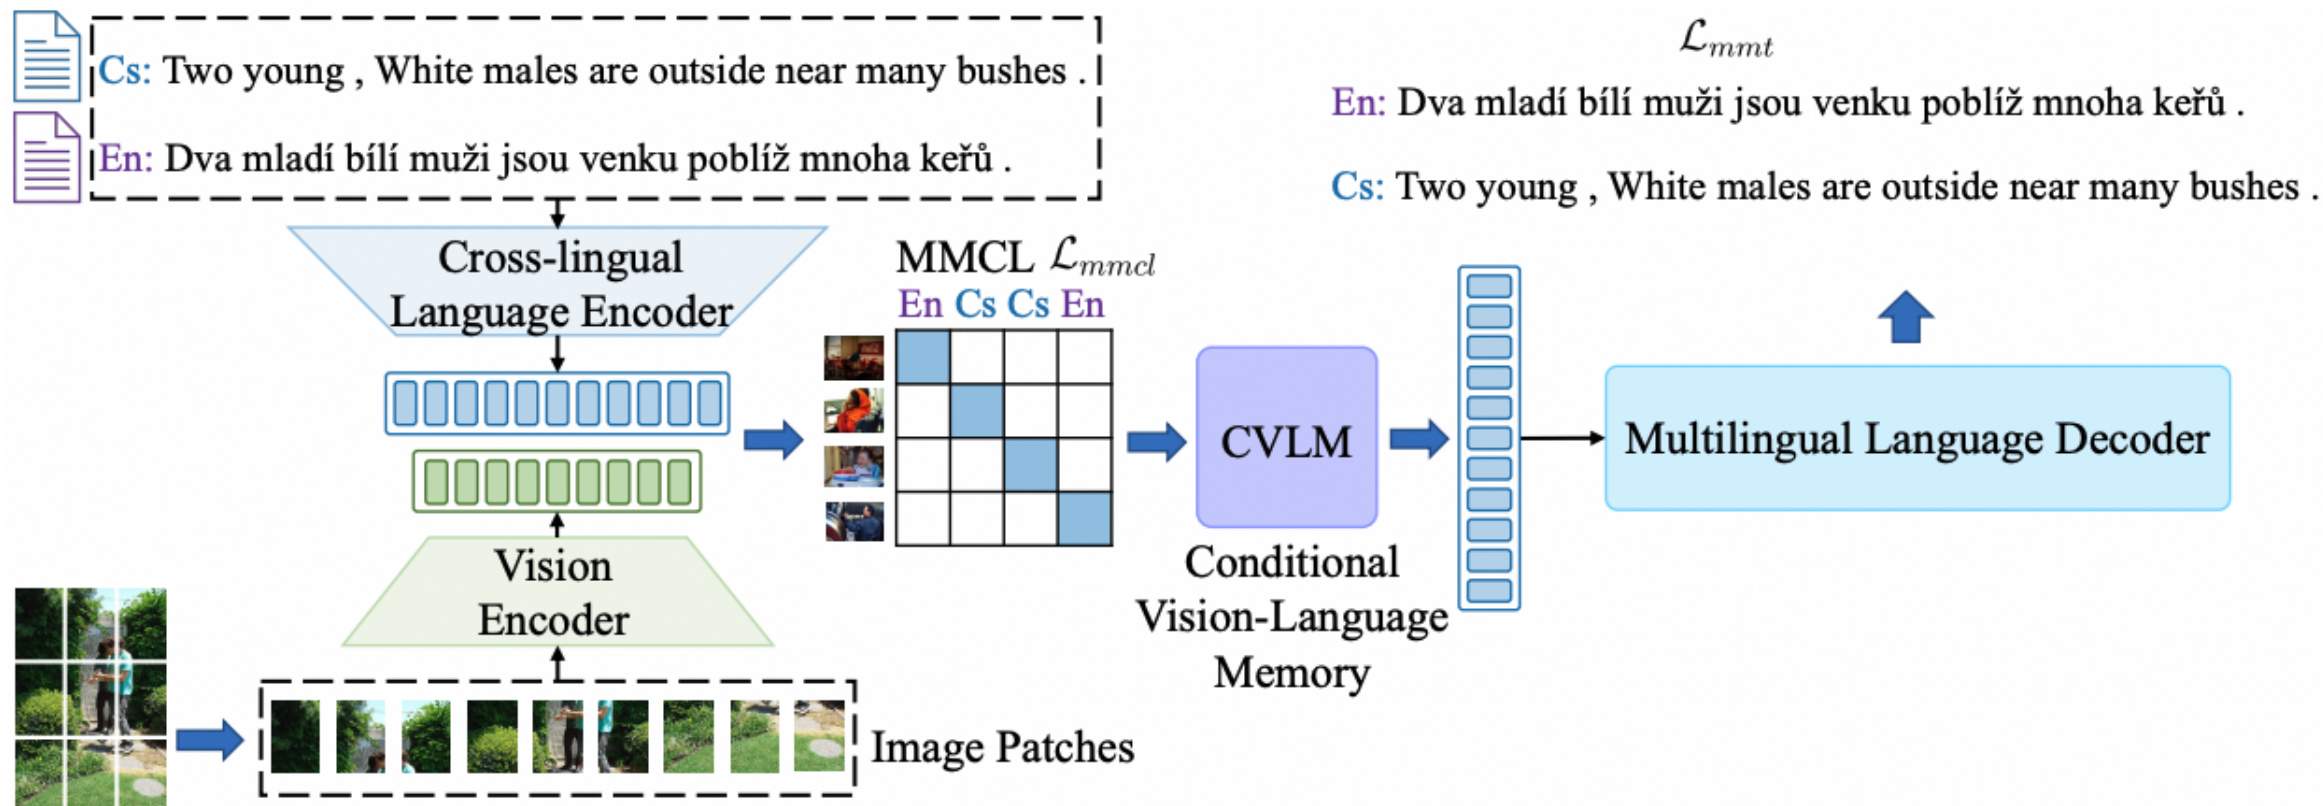 Cs: Two young , White males are outside near many bushes .
En: Dva mladí bílí muži jsou venku poblíž mnoha keřů .
Cross-lingual
Language Encoder
Vision
Encoder
Image Patches
MMCL ℒmmcl
En Cs Cs En
CVLM
Conditional
Vision-Language
Memory
ℒmmt
En: Dva mladí bílí muži jsou venku poblíž mnoha keřů .
Cs: Two young , White males are outside near many bushes .
Multilingual Language Decoder